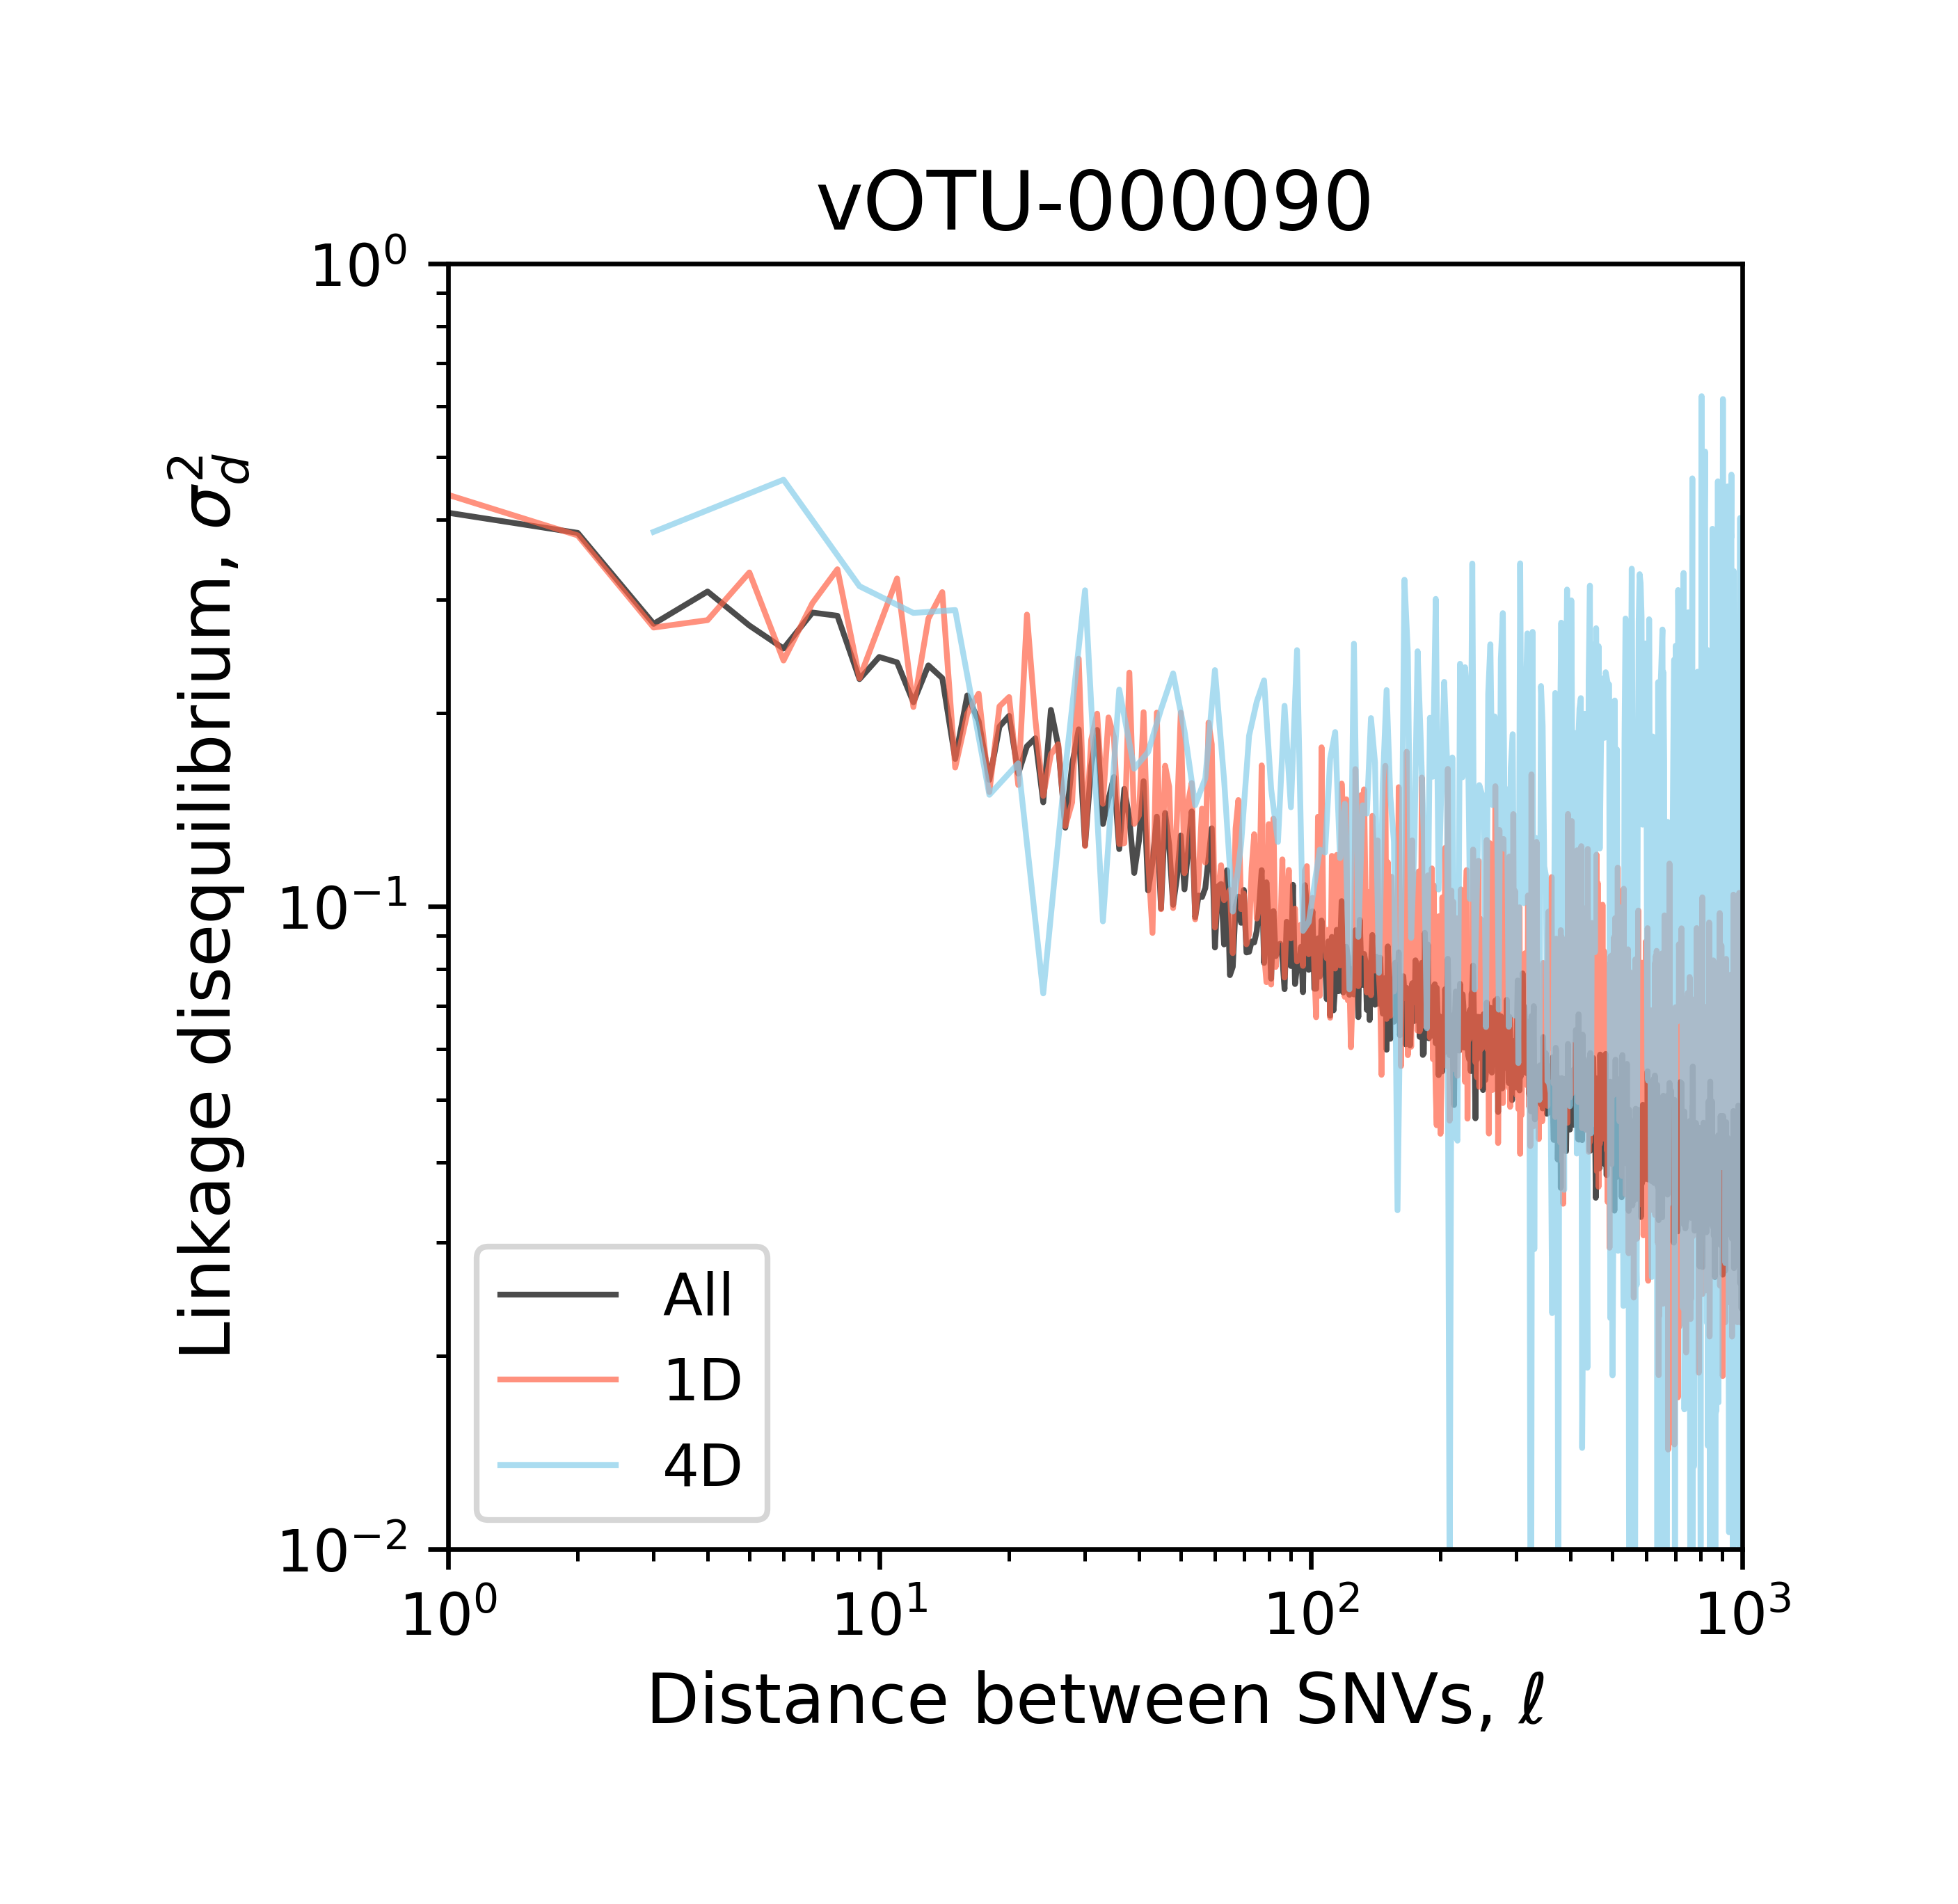 vOTU-000090
10⁰
10⁻¹
10⁻²
Linkage disequilibrium, σ²_d
All
1D
4D
10⁰ 10¹ 10² 10³
Distance between SNVs, ℓ